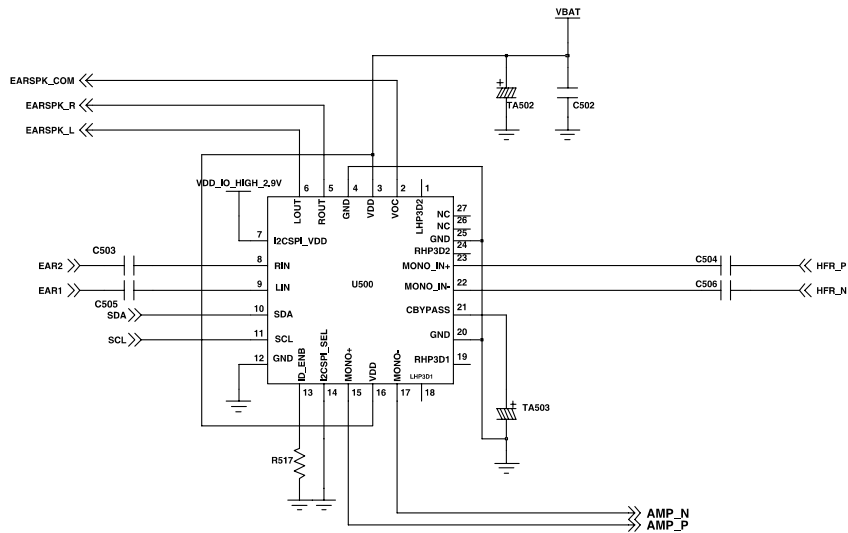 VBAT
EARSPK_COM
EARSPK_R
EARSPK_L
TA502
C502
VDD_IO_HIGH_2.9V
6 5 4 3 2 1
LOUT
ROUT
GND
VDD
VOC
LHP3D2
27
NC
26
NC
25
GND
24
RHP3D2
23
MONO_IN+
22
MONO_IN-
21
CBYPASS
20
GND
19
RHP3D1
7
I2CSPI_VDD
8
RIN
9
LIN
10
SDA
11
SCL
12
GND
U500
C503
EAR2
EAR1
C505
SDA
SCL
C504
HFR_P
C506
HFR_N
ID_ENB
I2CSPI_SEL
MONO+
VDD
MONO-
LHP3D1
13 14 15 16 17 18
TA503
R517
AMP_N
AMP_P